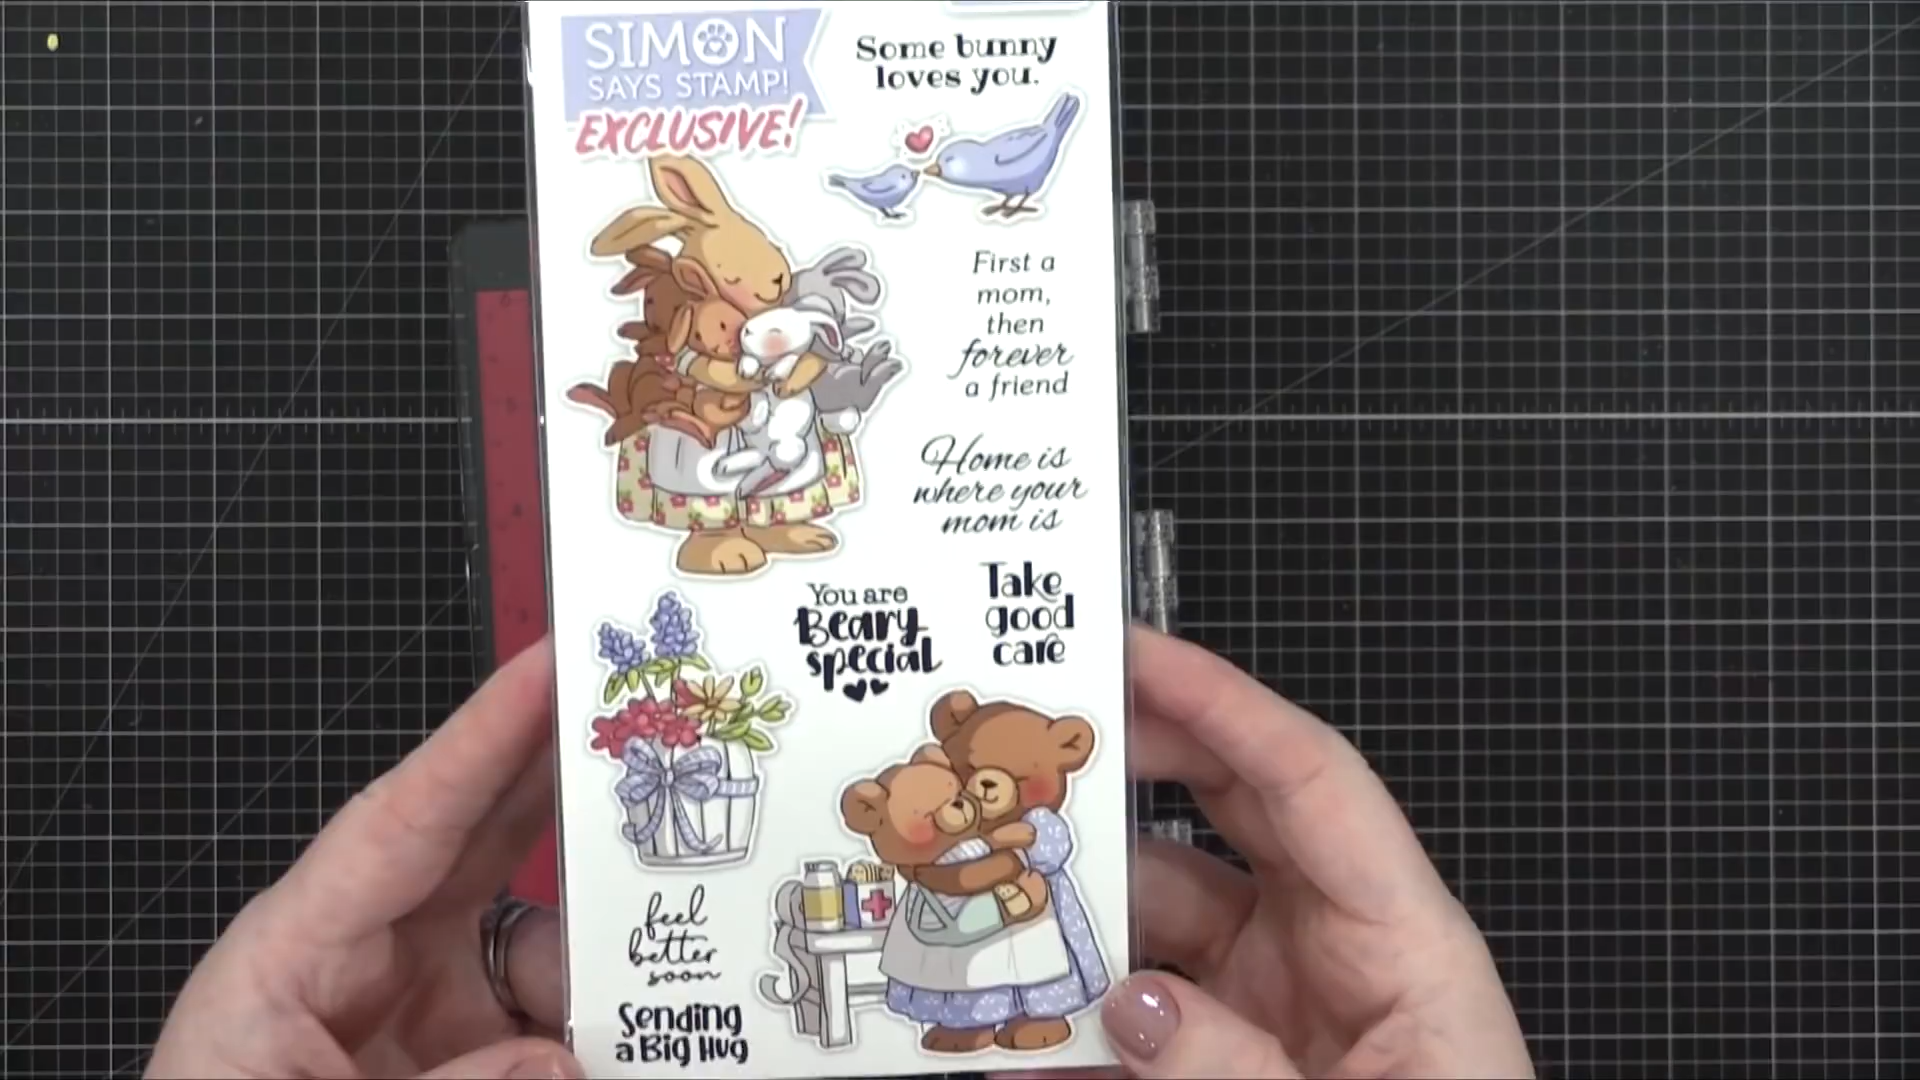 SIMON
SAYS STAMP!
EXCLUSIVE!
Some bunny
loves you.
First a
mom,
then
forever
a friend
Home is
where your
mom is
You are
Beary
special
Take
good
care
feel
better
soon
Sending
a Big Hug